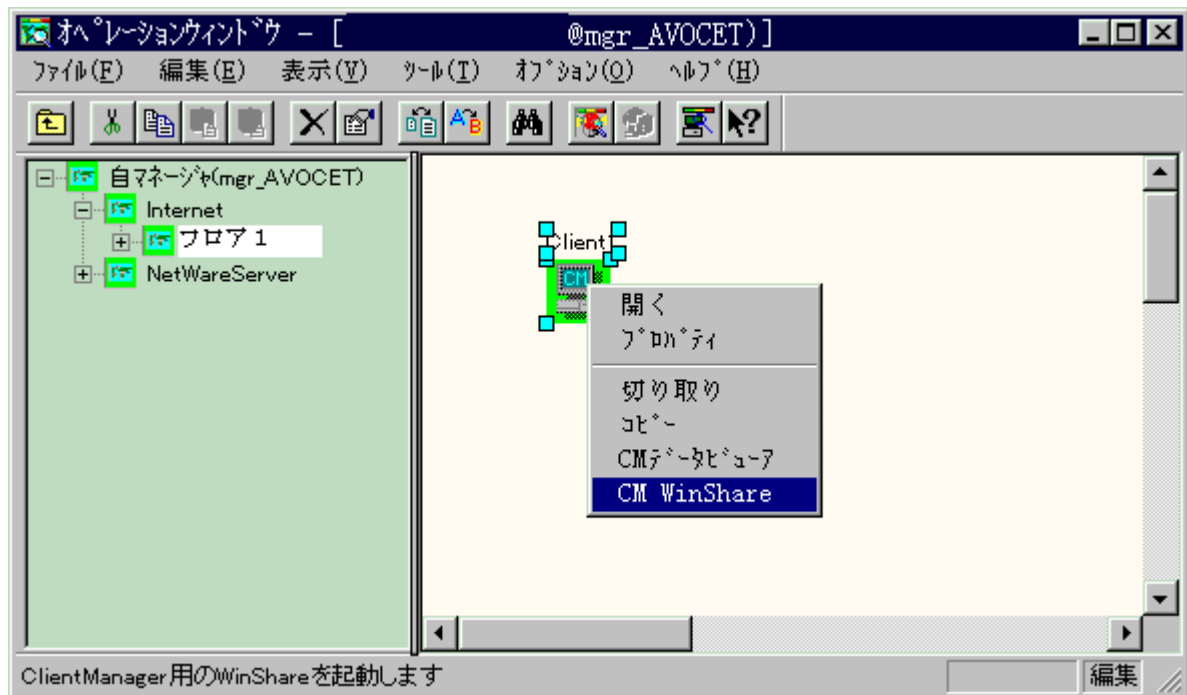 ｵﾍﾟﾚｰｼｮﾝｳｨﾝﾄﾞｳ - [ @mgr_AVOCET)]
ﾌｧｲﾙ(F) 編集(E) 表示(V) ﾂｰﾙ(T) ｵﾌﾟｼｮﾝ(O) ﾍﾙﾌﾟ(H)
自ﾏﾈｰｼﾞｬ(mgr_AVOCET)
Internet
フロア１
NetWareServer
Client
CM
開く
ﾌﾟﾛﾊﾟﾃｨ
切り取り
ｺﾋﾟｰ
CMﾃﾞｰﾀﾋﾞｭｰｱ
CM WinShare
ClientManager用のWinShareを起動します
編集